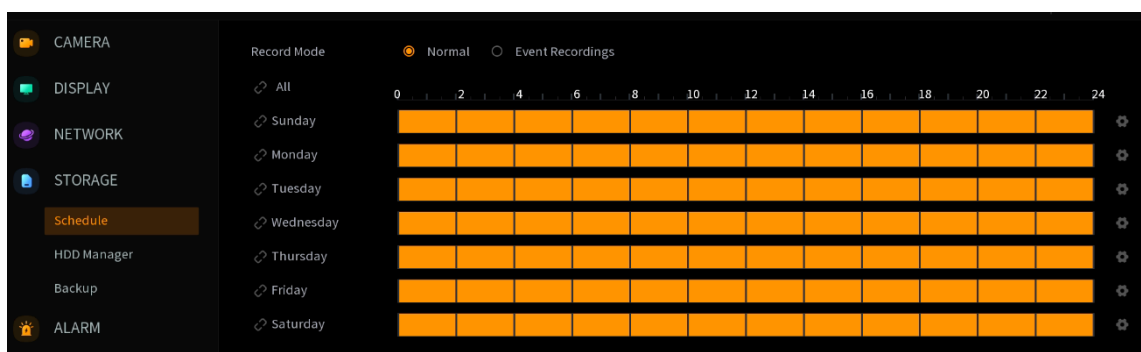 CAMERA
DISPLAY
NETWORK
STORAGE
Schedule
HDD Manager
Backup
ALARM
Record Mode Normal Event Recordings
All
0 2 4 6 8 10 12 14 16 18 20 22 24
Sunday
Monday
Tuesday
Wednesday
Thursday
Friday
Saturday